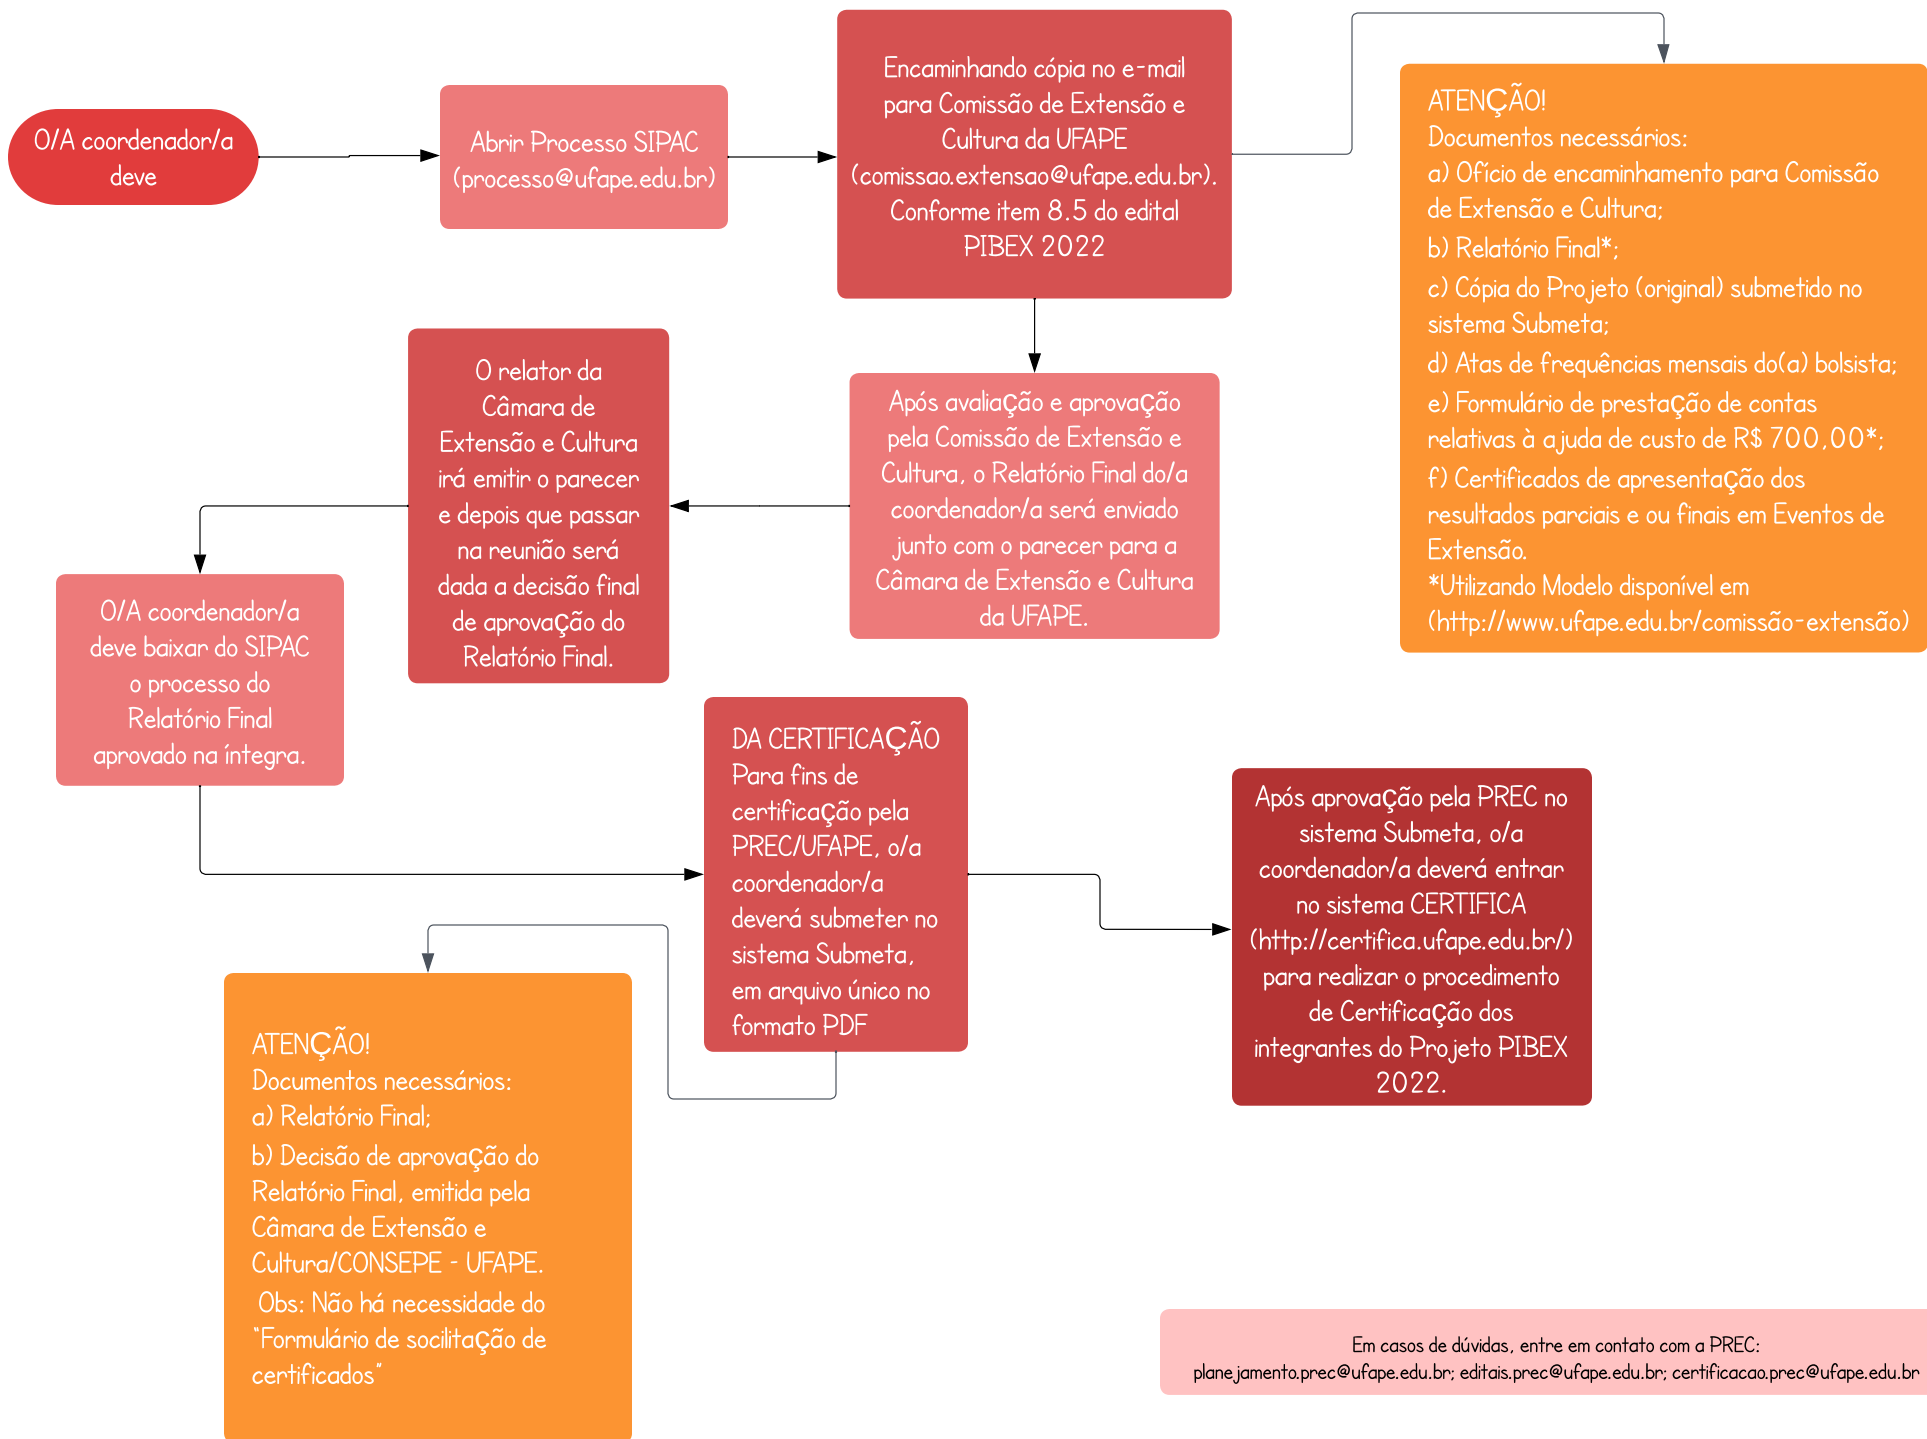 O/A coordenador/a
deve
Abrir Processo SIPAC
(processo@ufape.edu.br)
Encaminhando cópia no e-mail
para Comissão de Extensão e
Cultura da UFAPE
(comissao.extensao@ufape.edu.br).
Conforme item 8.5 do edital
PIBEX 2022
ATENÇÃO!
Documentos necessários:
a) Ofício de encaminhamento para Comissão
de Extensão e Cultura;
b) Relatório Final*;
c) Cópia do Projeto (original) submetido no
sistema Submeta;
d) Atas de frequências mensais do(a) bolsista;
e) Formulário de prestação de contas
relativas à ajuda de custo de R$ 700,00*;
f) Certificados de apresentação dos
resultados parciais e ou finais em Eventos de
Extensão.
*Utilizando Modelo disponível em
(http://www.ufape.edu.br/comissão-extensão)
Após avaliação e aprovação
pela Comissão de Extensão e
Cultura, o Relatório Final do/a
coordenador/a será enviado
junto com o parecer para a
Câmara de Extensão e Cultura
da UFAPE.
O relator da
Câmara de
Extensão e Cultura
irá emitir o parecer
e depois que passar
na reunião será
dada a decisão final
de aprovação do
Relatório Final.
O/A coordenador/a
deve baixar do SIPAC
o processo do
Relatório Final
aprovado na íntegra.
DA CERTIFICAÇÃO
Para fins de
certificação pela
PREC/UFAPE, o/a
coordenador/a
deverá submeter no
sistema Submeta,
em arquivo único no
formato PDF
Após aprovação pela PREC no
sistema Submeta, o/a
coordenador/a deverá entrar
no sistema CERTIFICA
(http://certifica.ufape.edu.br/)
para realizar o procedimento
de Certificação dos
integrantes do Projeto PIBEX
2022.
ATENÇÃO!
Documentos necessários:
a) Relatório Final;
b) Decisão de aprovação do
Relatório Final, emitida pela
Câmara de Extensão e
Cultura/CONSEPE - UFAPE.
Obs: Não há necessidade do
"Formulário de socilitação de
certificados"
Em casos de dúvidas, entre em contato com a PREC:
planejamento.prec@ufape.edu.br; editais.prec@ufape.edu.br; certificacao.prec@ufape.edu.br